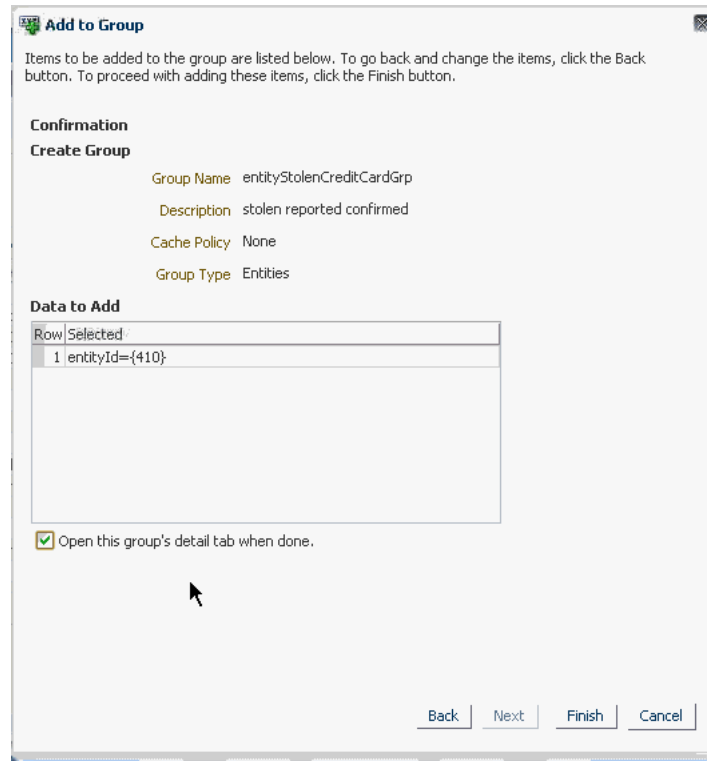 Add to Group
Items to be added to the group are listed below. To go back and change the items, click the Back
button. To proceed with adding these items, click the Finish button.
Confirmation
Create Group
Group Name entityStolenCreditCardGrp
Description stolen reported confirmed
Cache Policy None
Group Type Entities
Data to Add
Row Selected
1 entityId={410}
Open this group's detail tab when done.
Back Next Finish Cancel